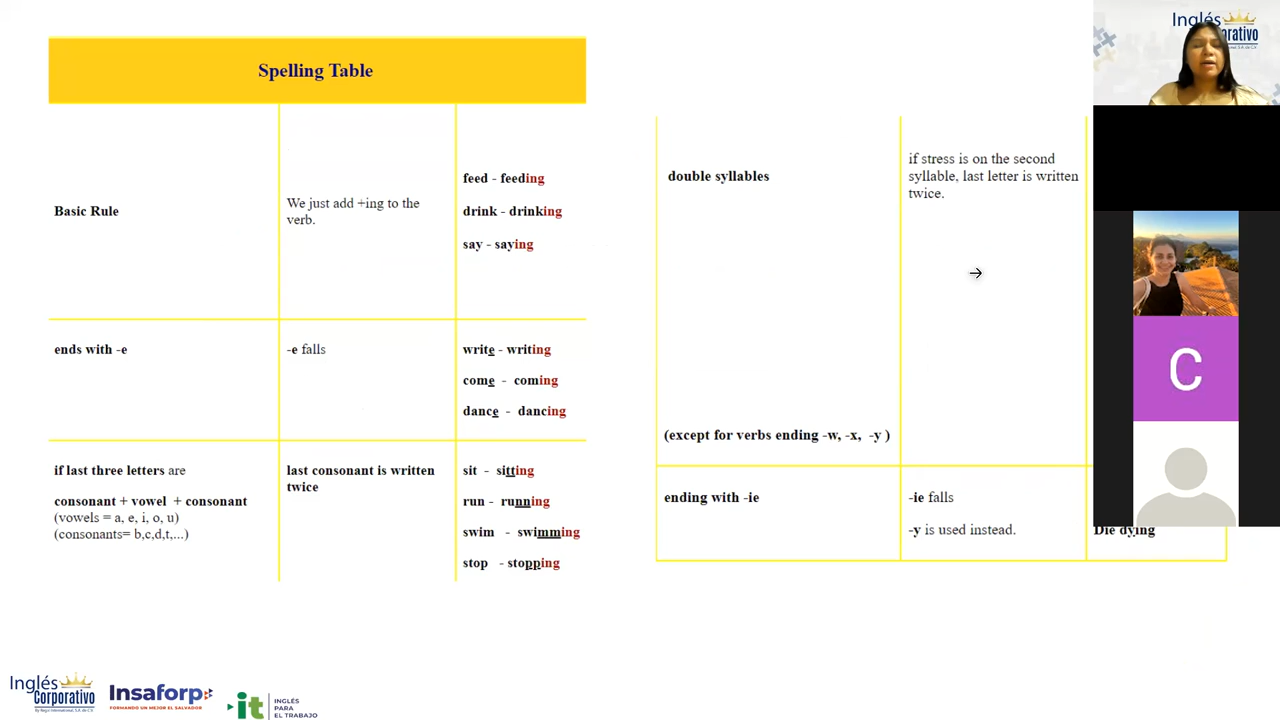 Spelling Table
Basic Rule
We just add +ing to the
verb.
feed - feeding
drink - drinking
say - saying
ends with -e
-e falls
write - writing
come - coming
dance - dancing
if last three letters are
consonant + vowel + consonant
(vowels = a, e, i, o, u)
(consonants= b,c,d,t,...)
last consonant is written
twice
sit - sitting
run - running
swim - swimming
stop - stopping
double syllables
(except for verbs ending -w, -x, -y )
if stress is on the second
syllable, last letter is written
twice.
ending with -ie
-ie falls
-y is used instead.
Die dying
Inglés
C
Inglés
Corporativo
Insaforp
FORMANDO UN MEJOR EL SALVADOR
it
INGLÉS
PARA
EL TRABAJO